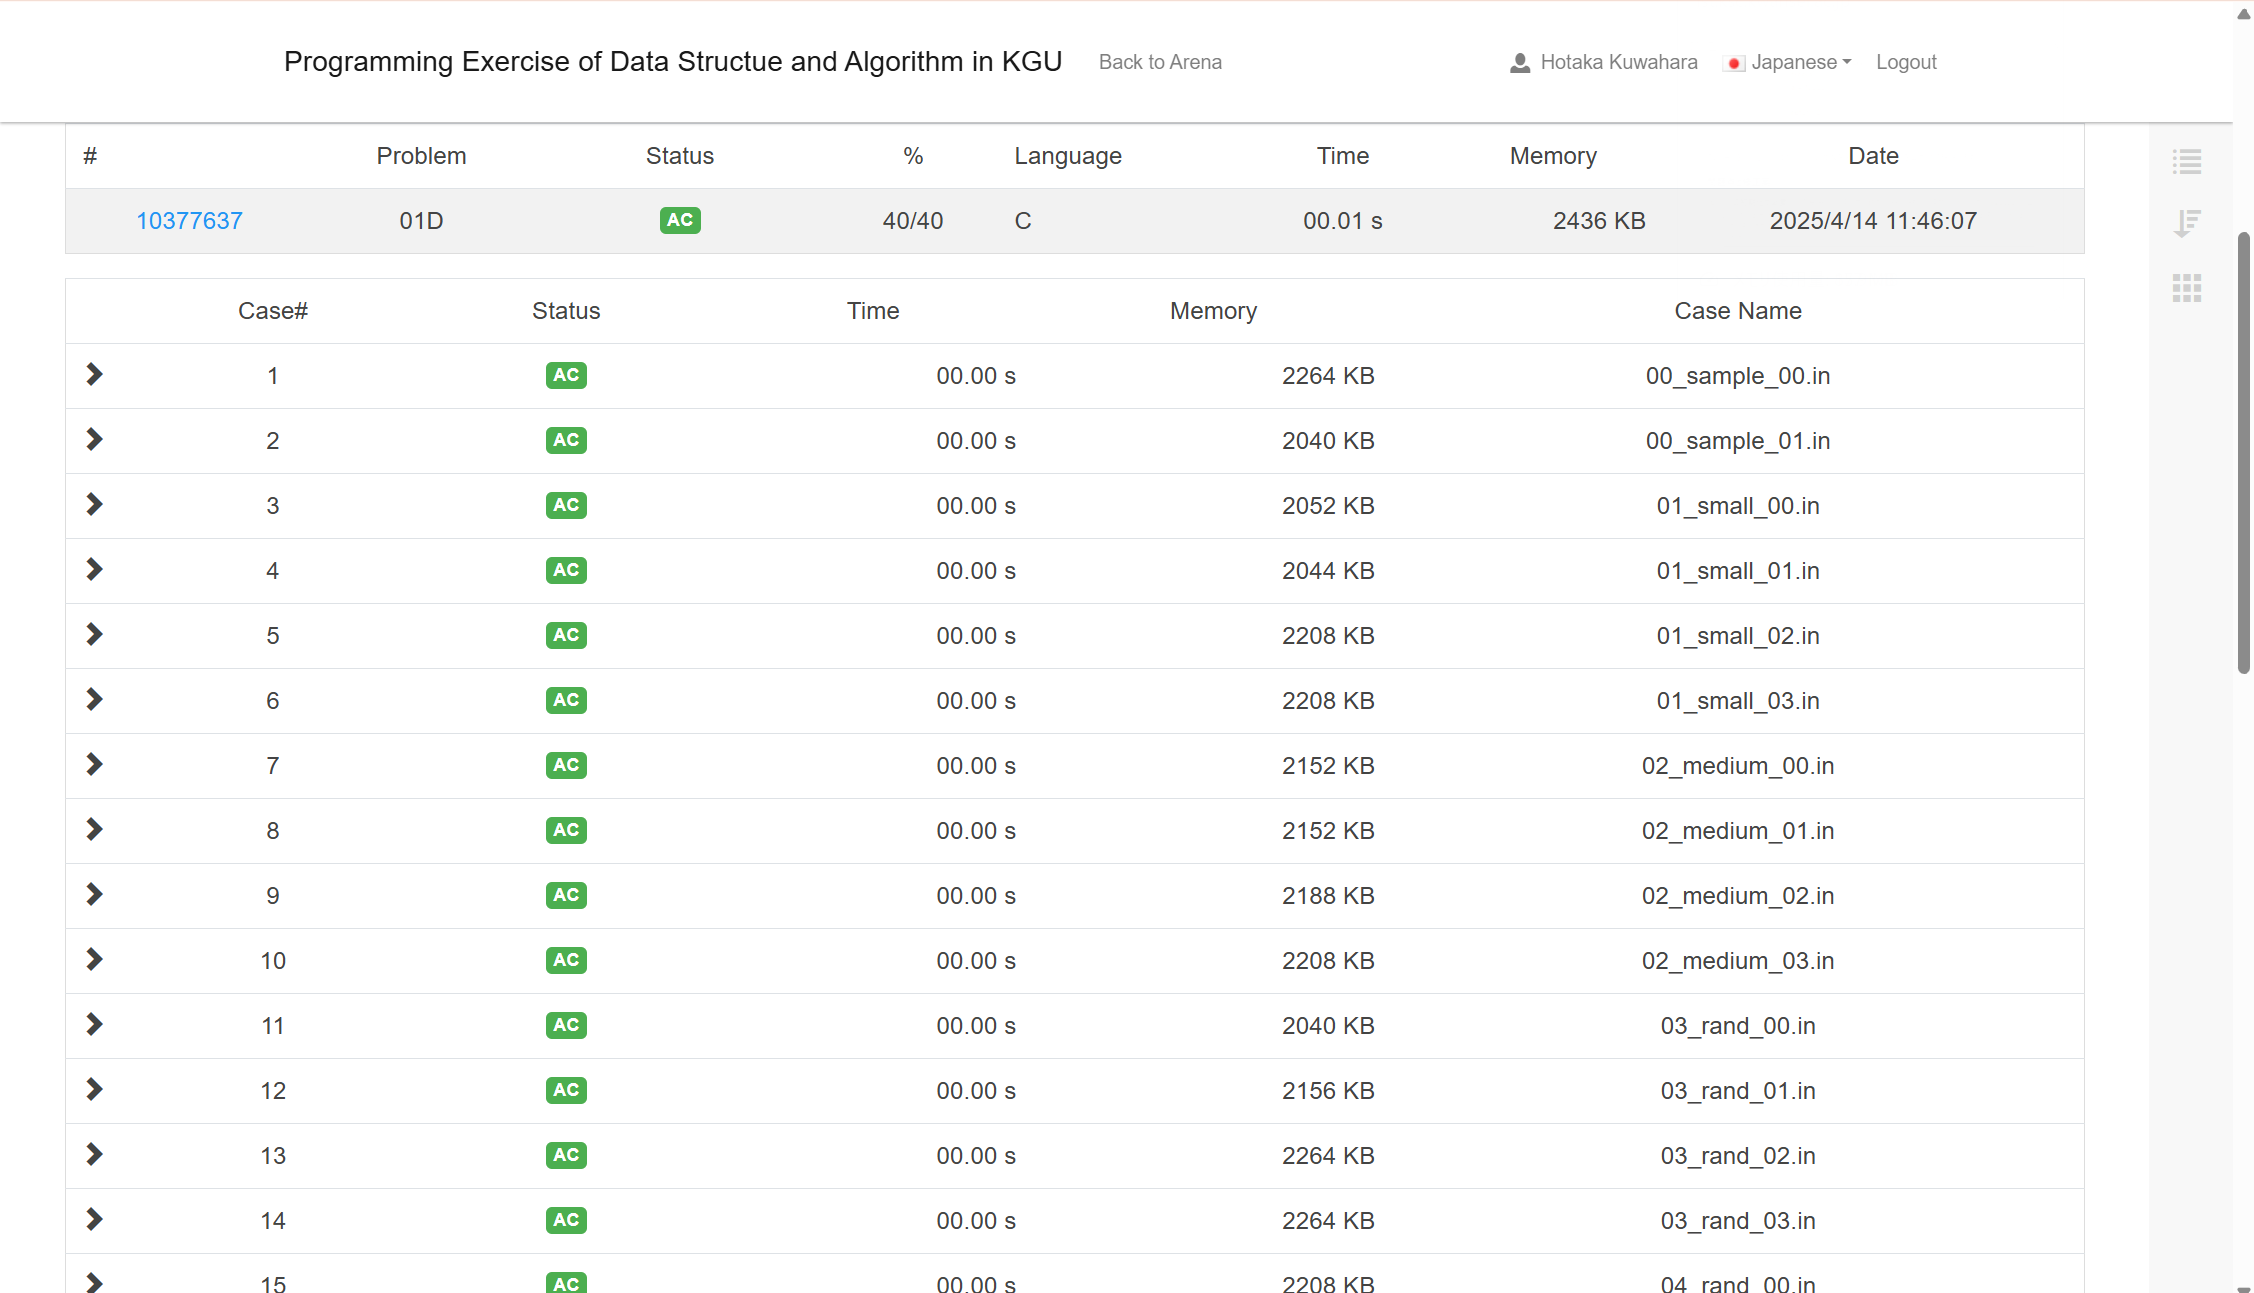 Programming Exercise of Data Structue and Algorithm in KGU Back to Arena Hotaka Kuwahara Japanese Logout
# Problem Status % Language Time Memory Date
10377637 01D AC 40/40 C 00.01 s 2436 KB 2025/4/14 11:46:07
Case# Status Time Memory Case Name
1 AC 00.00 s 2264 KB 00_sample_00.in
2 AC 00.00 s 2040 KB 00_sample_01.in
3 AC 00.00 s 2052 KB 01_small_00.in
4 AC 00.00 s 2044 KB 01_small_01.in
5 AC 00.00 s 2208 KB 01_small_02.in
6 AC 00.00 s 2208 KB 01_small_03.in
7 AC 00.00 s 2152 KB 02_medium_00.in
8 AC 00.00 s 2152 KB 02_medium_01.in
9 AC 00.00 s 2188 KB 02_medium_02.in
10 AC 00.00 s 2208 KB 02_medium_03.in
11 AC 00.00 s 2040 KB 03_rand_00.in
12 AC 00.00 s 2156 KB 03_rand_01.in
13 AC 00.00 s 2264 KB 03_rand_02.in
14 AC 00.00 s 2264 KB 03_rand_03.in
15 AC 00.00 s 2208 KB 04_rand_00.in